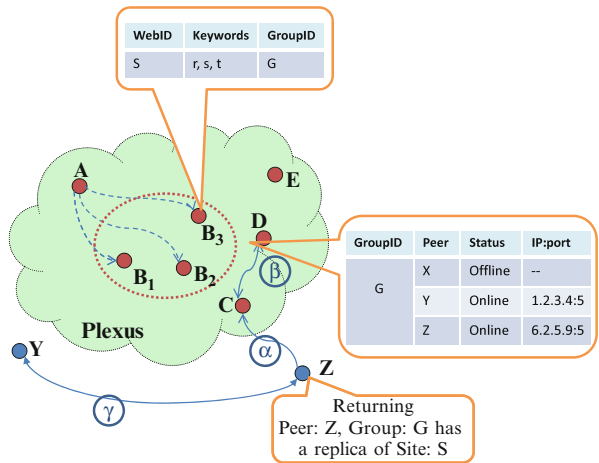 WebID Keywords GroupID
S r, s, t G
A
E
B3
D
B1
B2
β
C
Plexus
α
Y
Z
γ
GroupID Peer Status IP:port
G
X Offline --
Y Online 1.2.3.4:5
Z Online 6.2.5.9:5
Returning
Peer: Z, Group: G has
a replica of Site: S